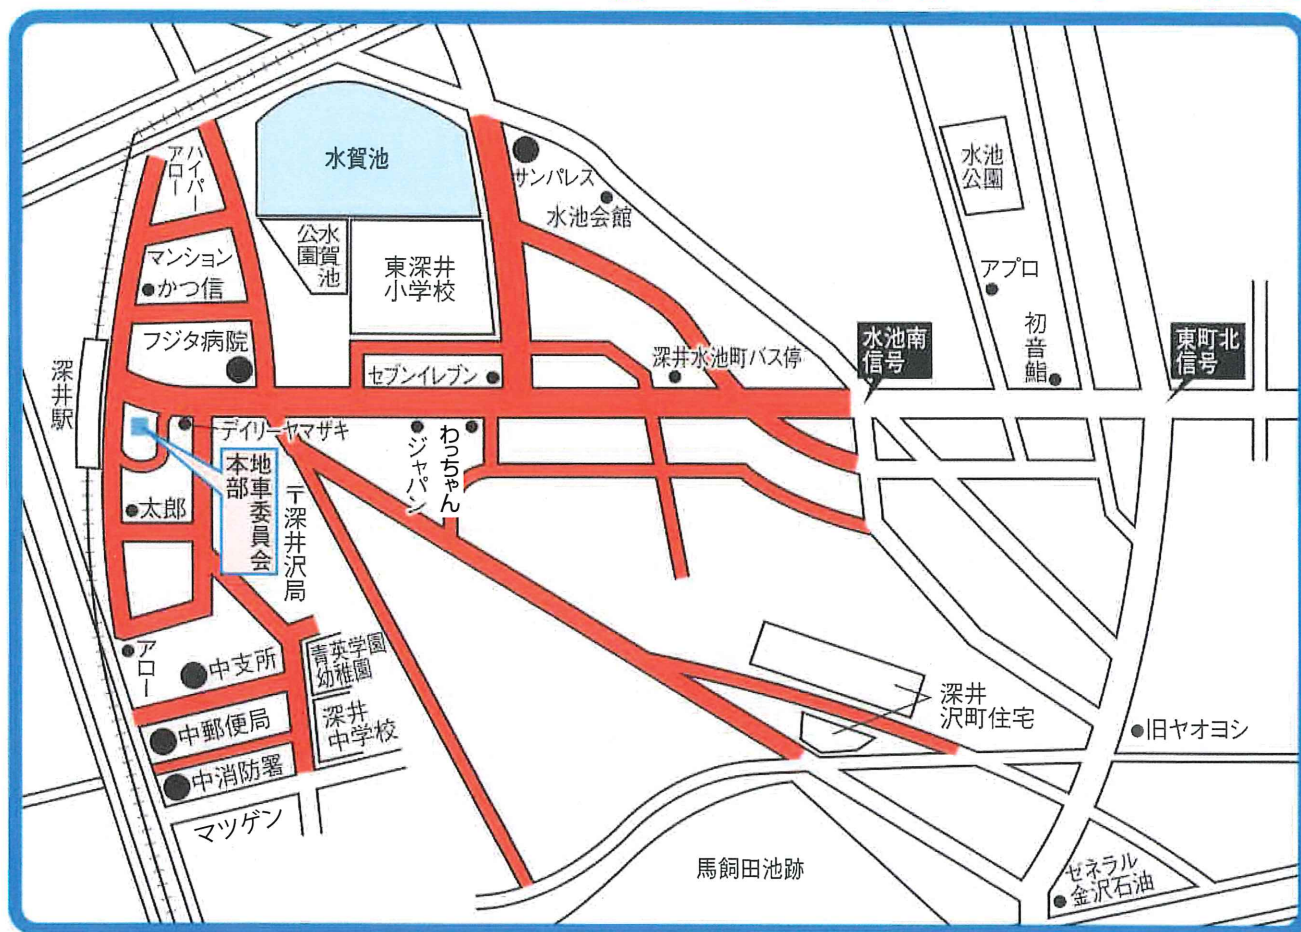 ハイパー
アロー
水賀池
サンパレス
水池会館
水池
公園
マンション
かつ信
水賀池
公園
東深井
小学校
アプロ
フジタ病院
初音鮨
水池南
信号
東町北
信号
深井駅
セブンイレブン
深井水池町バス停
デイリーヤマザキ
ジャパン
わっちゃん
地車委員会
本部
太郎
〒深井沢局
アロー
中支所
青英学園
幼稚園
中郵便局
深井
中学校
中消防署
マツゲン
深井
沢町住宅
旧ヤオヨシ
馬飼田池跡
ゼネラル
金沢石油